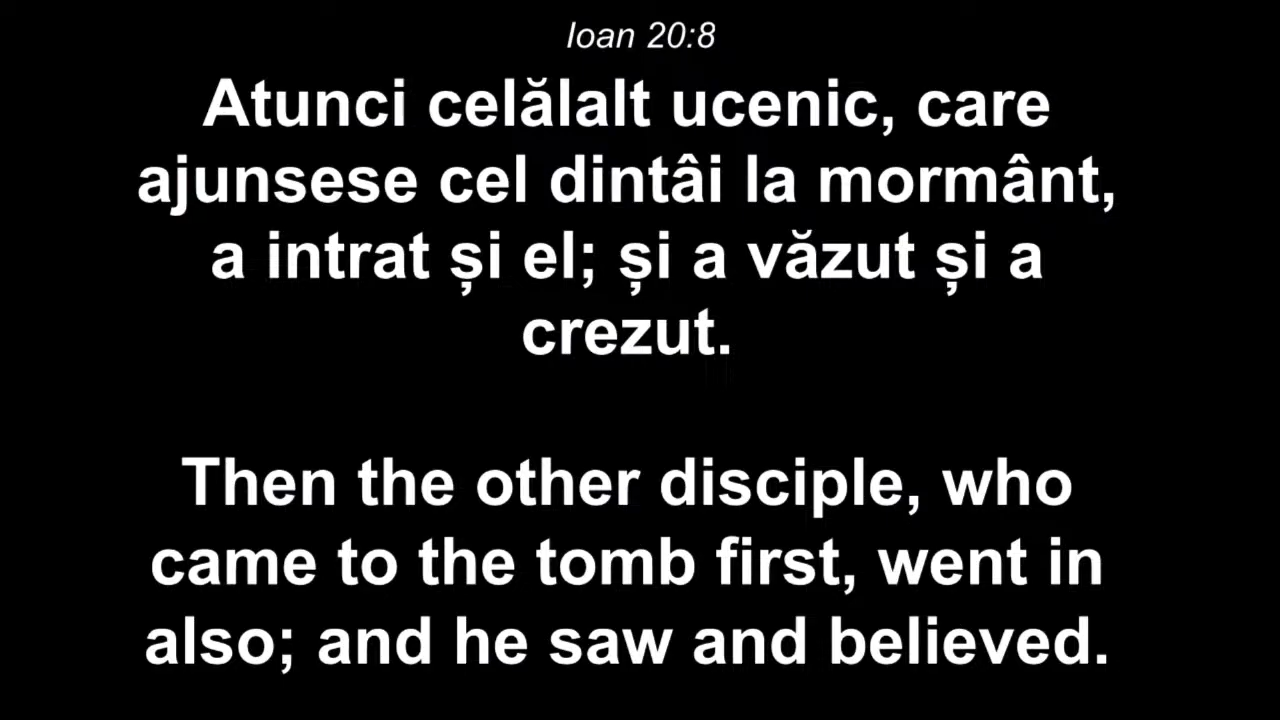 Ioan 20:8
Atunci celălalt ucenic, care
ajunsese cel dintâi la mormânt,
a intrat și el; și a văzut și a
crezut.
Then the other disciple, who
came to the tomb first, went in
also; and he saw and believed.